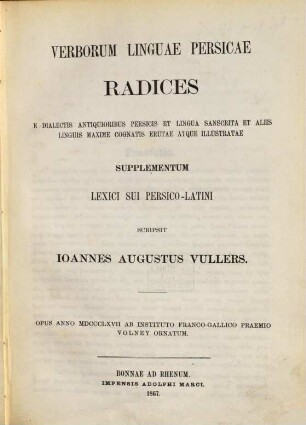 VERBORUM LINGUAE PERSICAE
RADICES
E DIALECTIS ANTIQUIORIBUS PERSICIS ET LINGUA SANSCRITA ET ALIIS
LINGUIS MAXIME COGNATIS ERUTAE ATQUE ILLUSTRATAE
SUPPLEMENTUM
LEXICI SUI PERSICO-LATINI
SCRIPSIT
IOANNES AUGUSTUS VULLERS.
OPUS ANNO MDCCCLXVII AB INSTITUTO FRANCO-GALLICO PRAEMIO
VOLNEY ORNATUM.
BONNAE AD RHENUM.
IMPENSIS ADOLPHI MARCI.
1867.